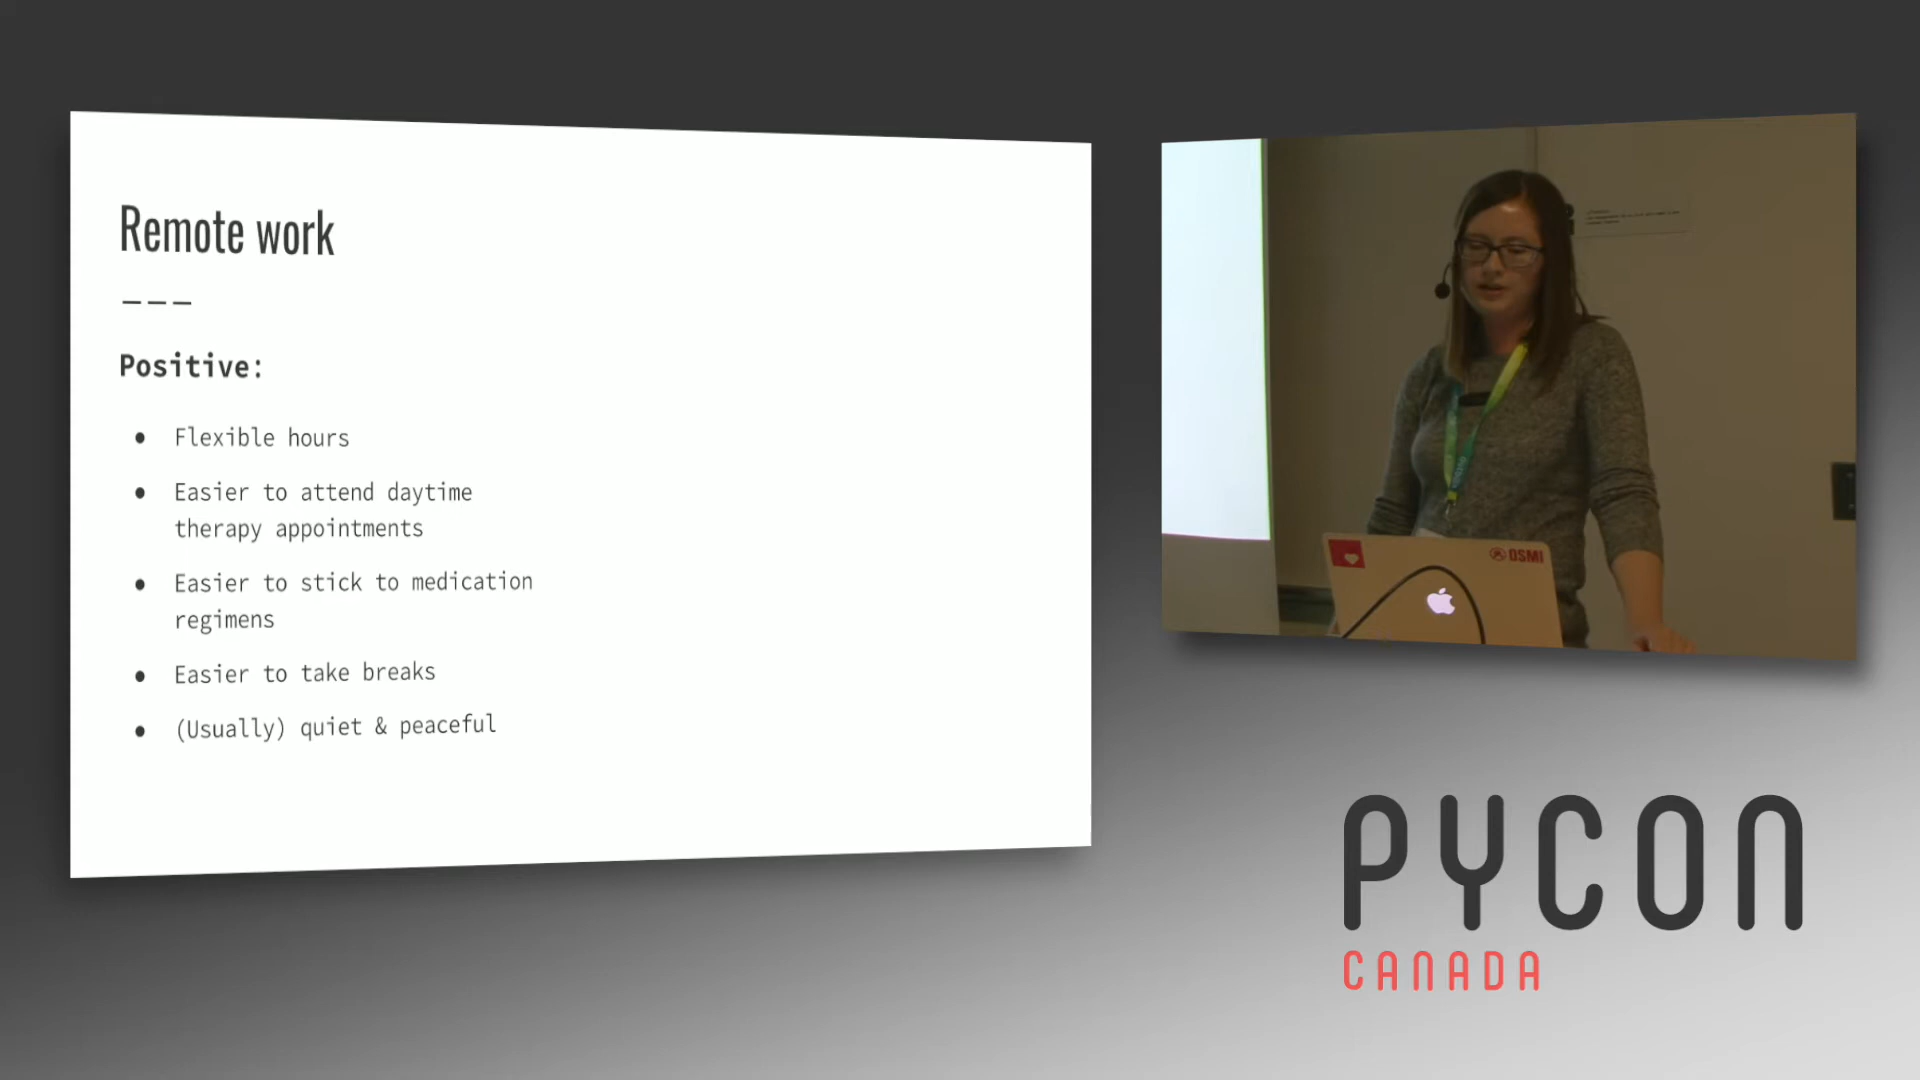 Remote work
---
Positive:
● Flexible hours
● Easier to attend daytime
therapy appointments
● Easier to stick to medication
regimens
● Easier to take breaks
● (Usually) quiet & peaceful
OSMI
PYCON
CANADA